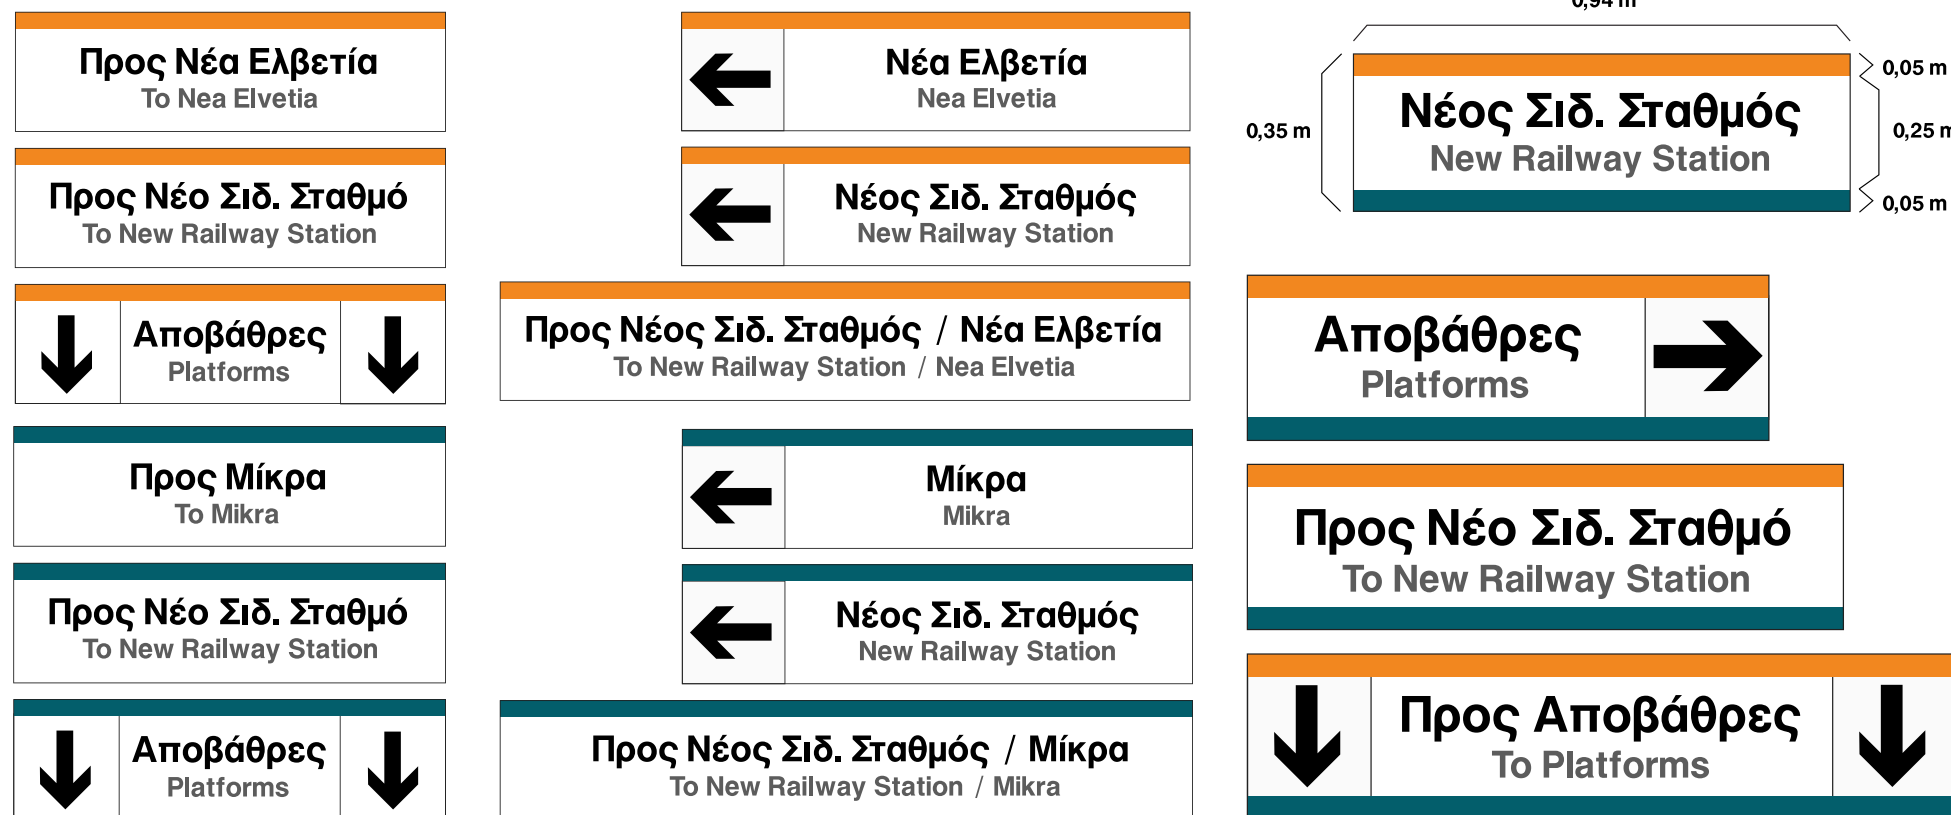 Προς Νέα Ελβετία
To Nea Elvetia
Προς Νέο Σιδ. Σταθμό
To New Railway Station
Αποβάθρες
Platforms
Προς Μίκρα
To Mikra
Προς Νέο Σιδ. Σταθμό
To New Railway Station
Αποβάθρες
Platforms
Νέα Ελβετία
Nea Elvetia
Νέος Σιδ. Σταθμός
New Railway Station
Προς Νέος Σιδ. Σταθμός / Νέα Ελβετία
To New Railway Station / Nea Elvetia
Μίκρα
Mikra
Νέος Σιδ. Σταθμός
New Railway Station
Προς Νέος Σιδ. Σταθμός / Μίκρα
To New Railway Station / Mikra
0,94 m
0,35 m
Νέος Σιδ. Σταθμός
New Railway Station
0,05 m
0,25 m
0,05 m
Αποβάθρες
Platforms
Προς Νέο Σιδ. Σταθμό
To New Railway Station
Προς Αποβάθρες
To Platforms